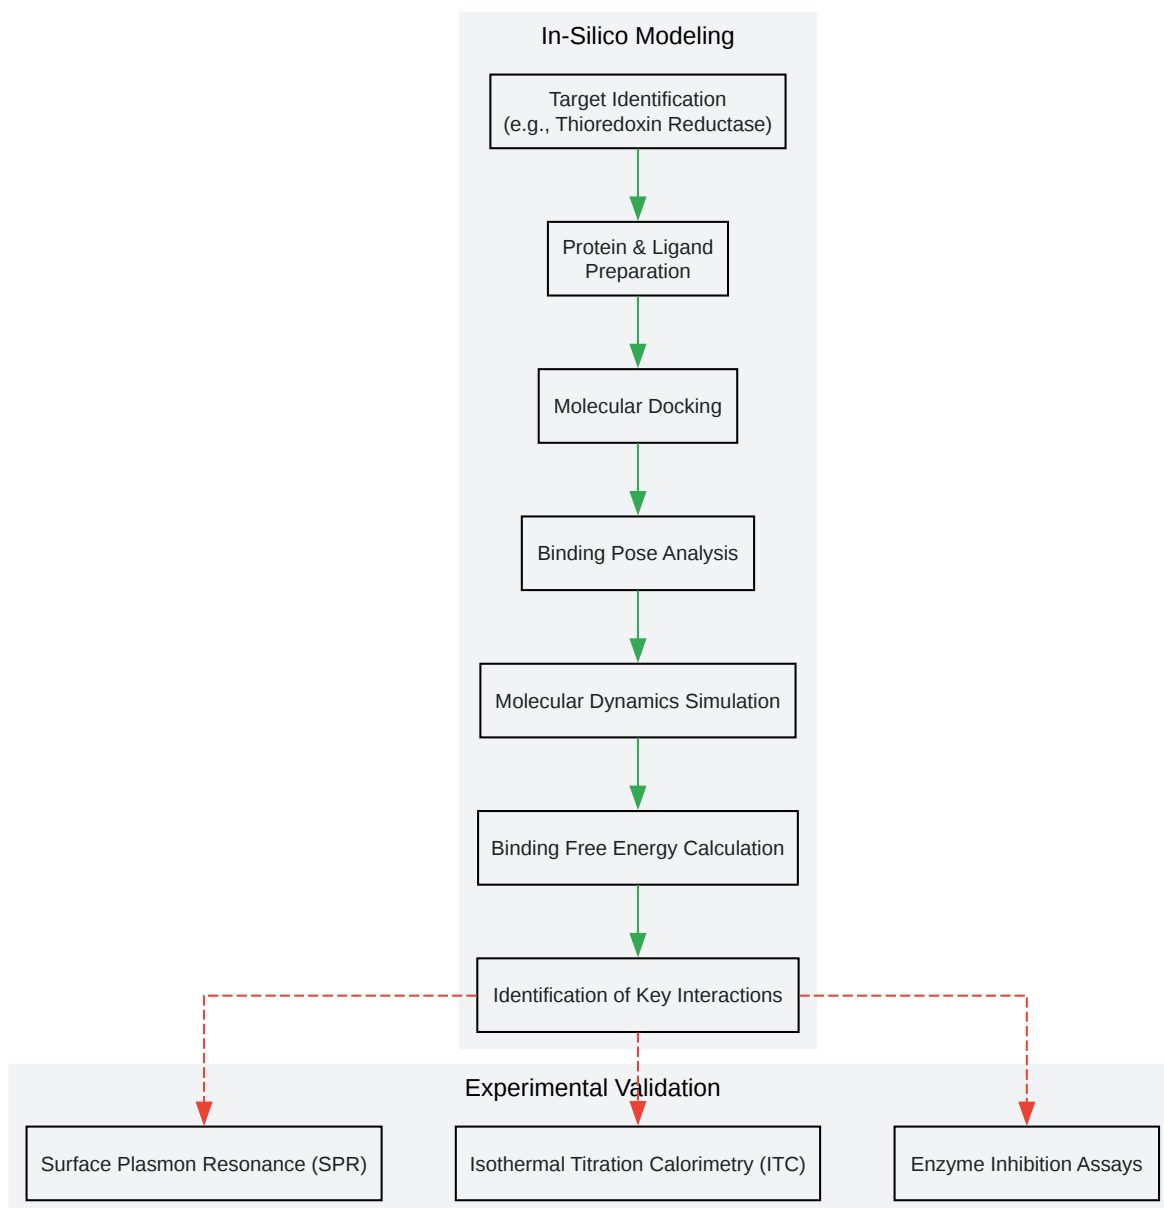 In-Silico Modeling
Target Identification
(e.g., Thioredoxin Reductase)
Protein & Ligand
Preparation
Molecular Docking
Binding Pose Analysis
Molecular Dynamics Simulation
Binding Free Energy Calculation
Identification of Key Interactions
Experimental Validation
Surface Plasmon Resonance (SPR)
Isothermal Titration Calorimetry (ITC)
Enzyme Inhibition Assays